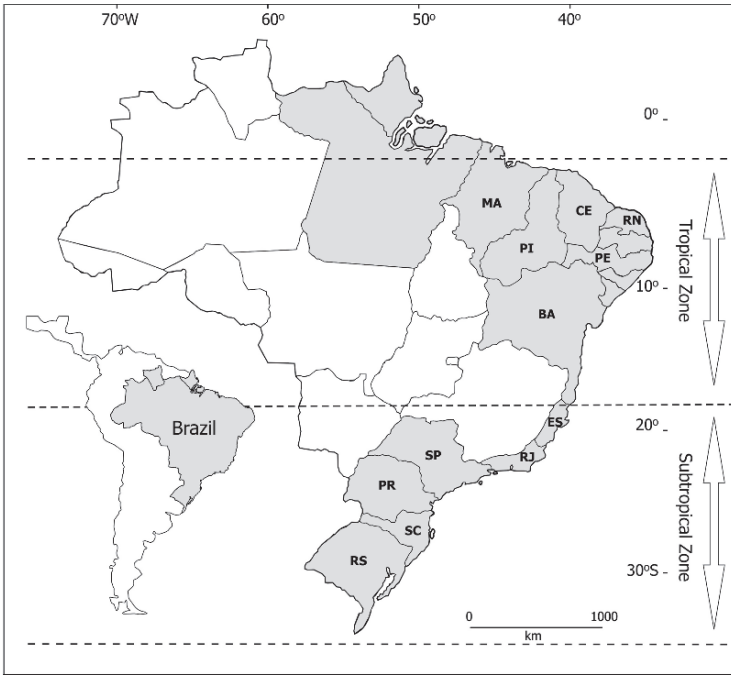 70ºW 60º 50º 40º
0º
MA
CE
RN
PI
PE
10º
BA
Tropical Zone
Brazil
20º
ES
SP
RJ
PR
SC
RS
30ºS
Subtropical Zone
0 1000
km